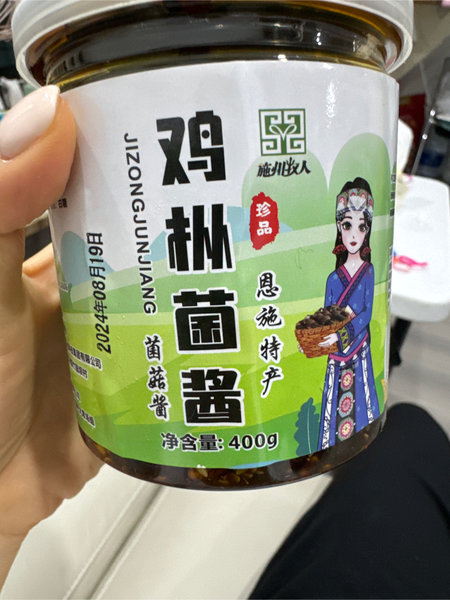 施州牧人
珍品
鸡枞菌酱
JIZONGJUNJIANG
菌菇酱
恩施特产
净含量: 400g
2024年08月19日